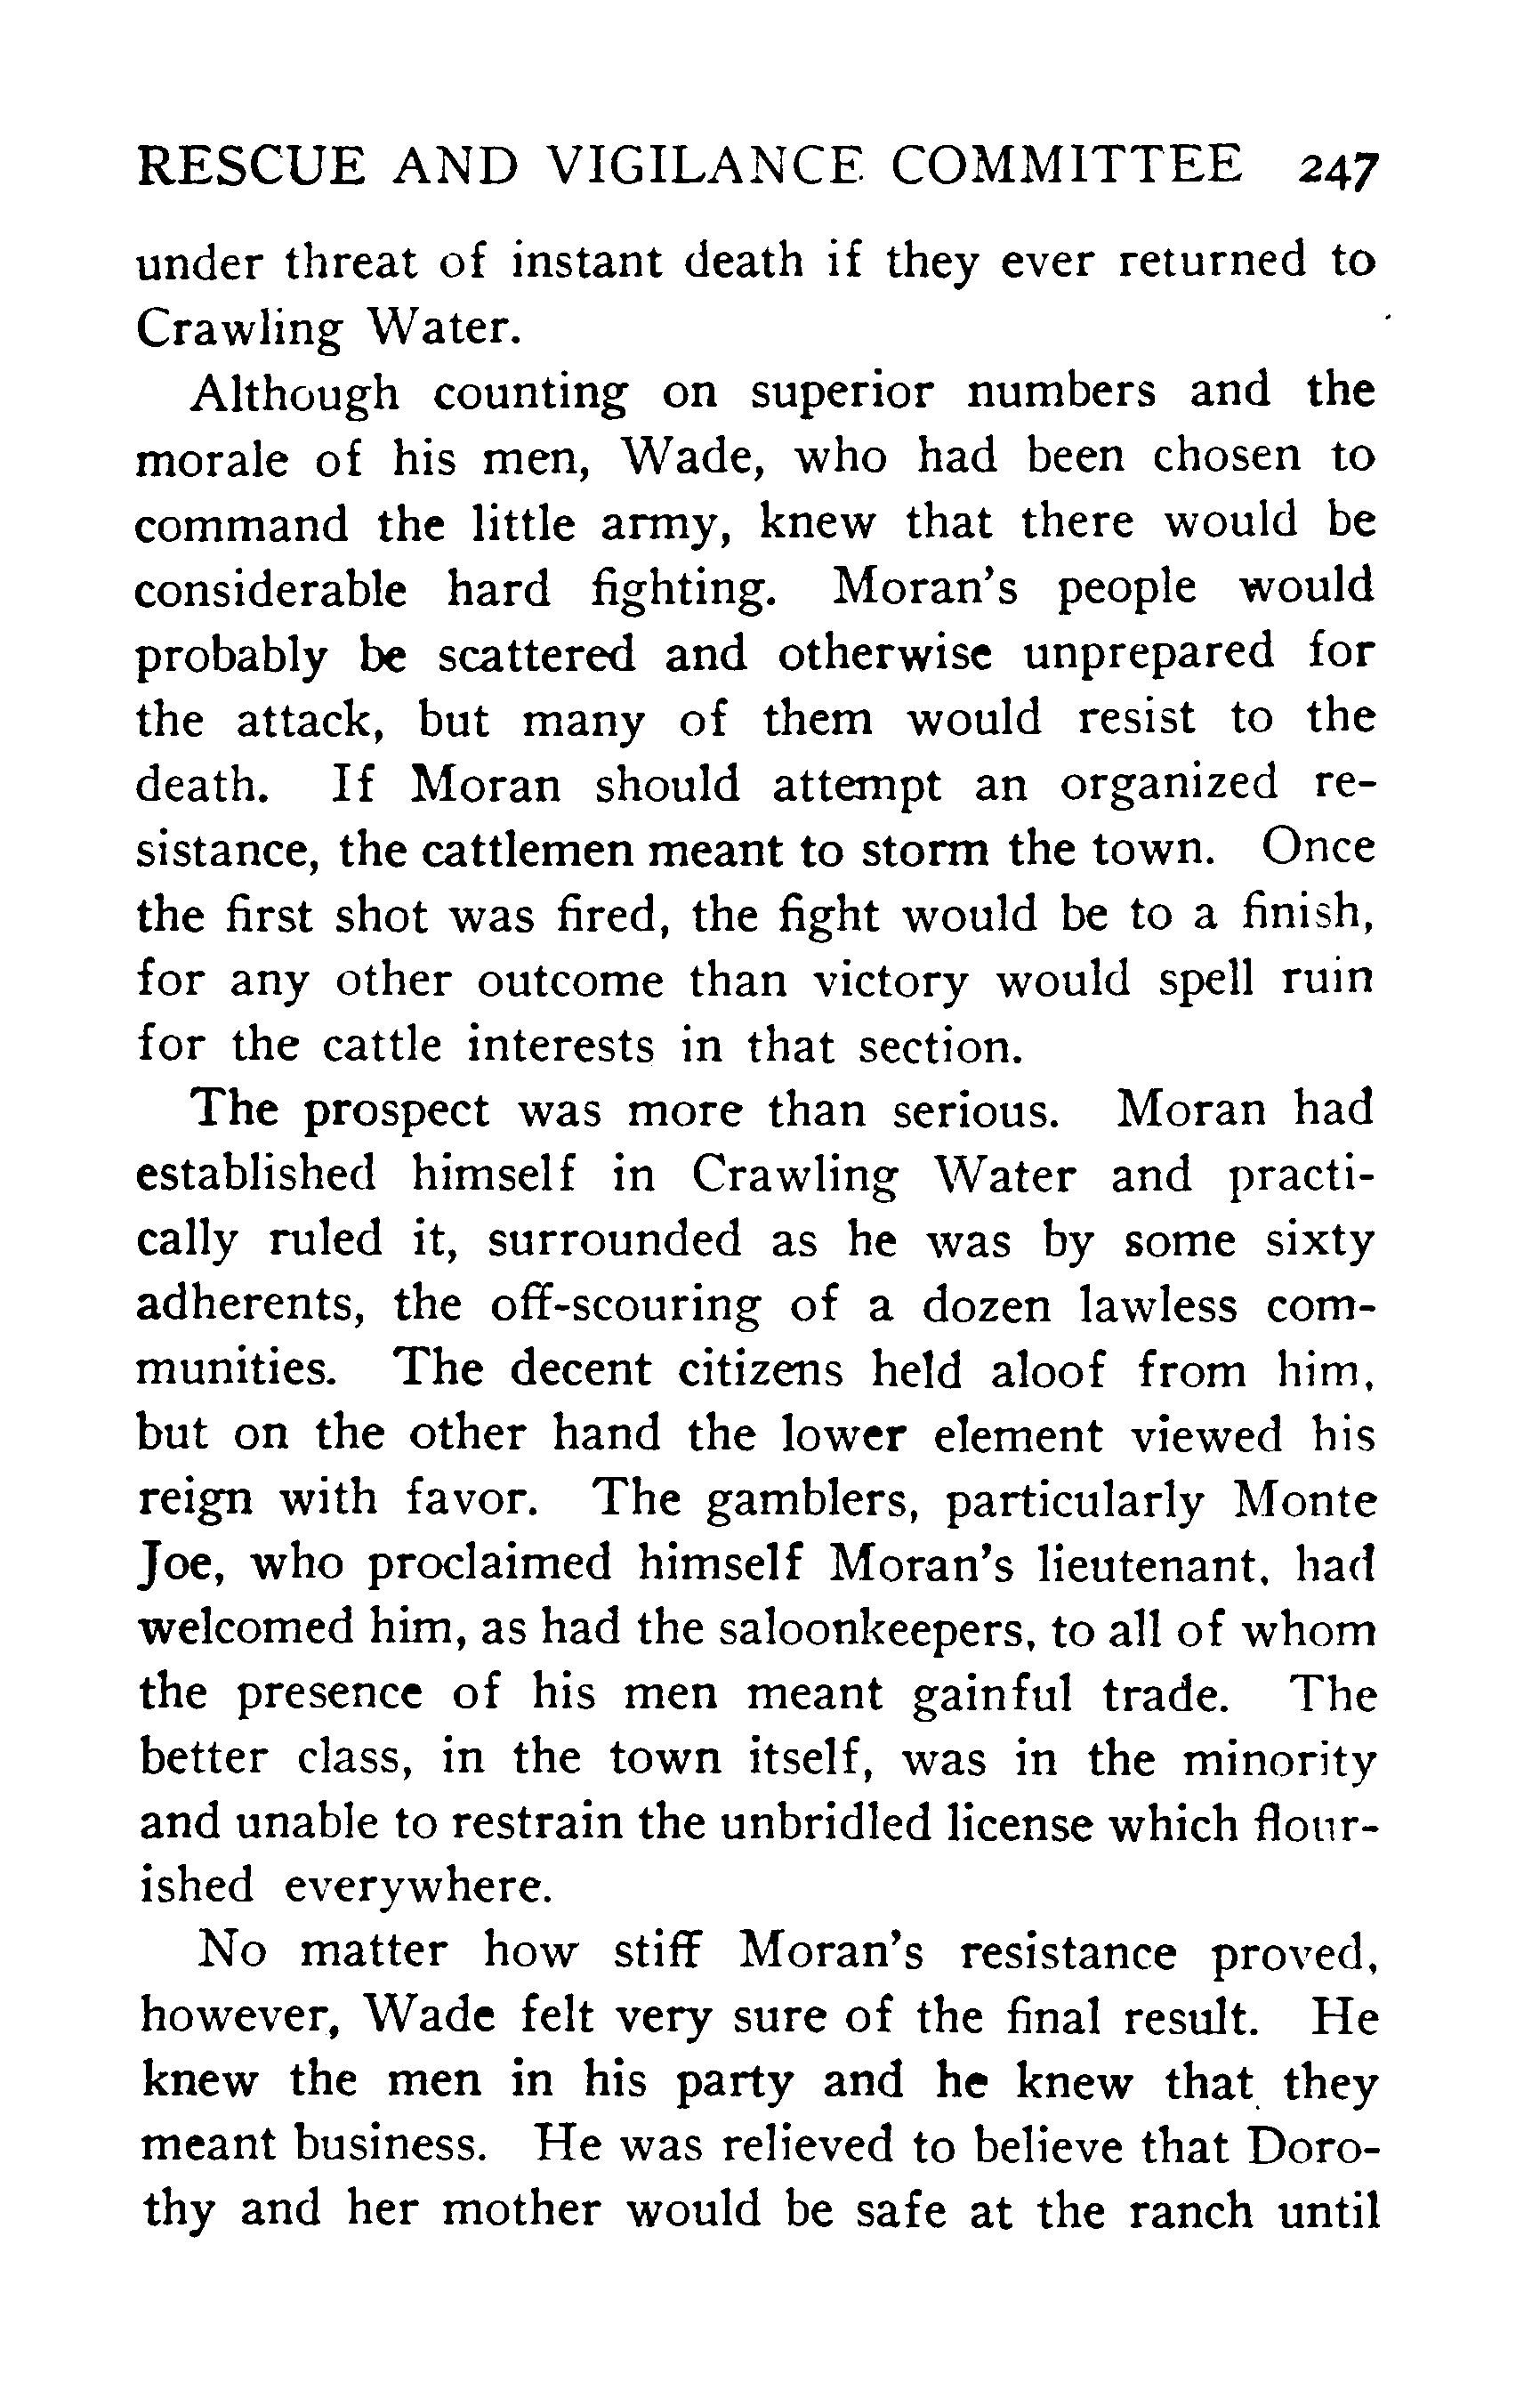 RESCUE AND VIGILANCE COMMITTEE 247
under threat of instant death if they ever returned to
Crawling Water.
Although counting on superior numbers and the
morale of his men, Wade, who had been chosen to
command the little army, knew that there would be
considerable hard fighting. Moran's people would
probably be scattered and otherwise unprepared for
the attack, but many of them would resist to the
death. If Moran should attempt an organized re-
sistance, the cattlemen meant to storm the town. Once
the first shot was fired, the fight would be to a finish,
for any other outcome than victory would spell ruin
for the cattle interests in that section.
The prospect was more than serious. Moran had
established himself in Crawling Water and practi-
cally ruled it, surrounded as he was by some sixty
adherents, the off-scouring of a dozen lawless com-
munities. The decent citizens held aloof from him,
but on the other hand the lower element viewed his
reign with favor. The gamblers, particularly Monte
Joe, who proclaimed himself Moran's lieutenant, had
welcomed him, as had the saloonkeepers, to all of whom
the presence of his men meant gainful trade. The
better class, in the town itself, was in the minority
and unable to restrain the unbridled license which flour-
ished everywhere.
No matter how stiff Moran's resistance proved,
however, Wade felt very sure of the final result. He
knew the men in his party and he knew that they
meant business. He was relieved to believe that Doro-
thy and her mother would be safe at the ranch until